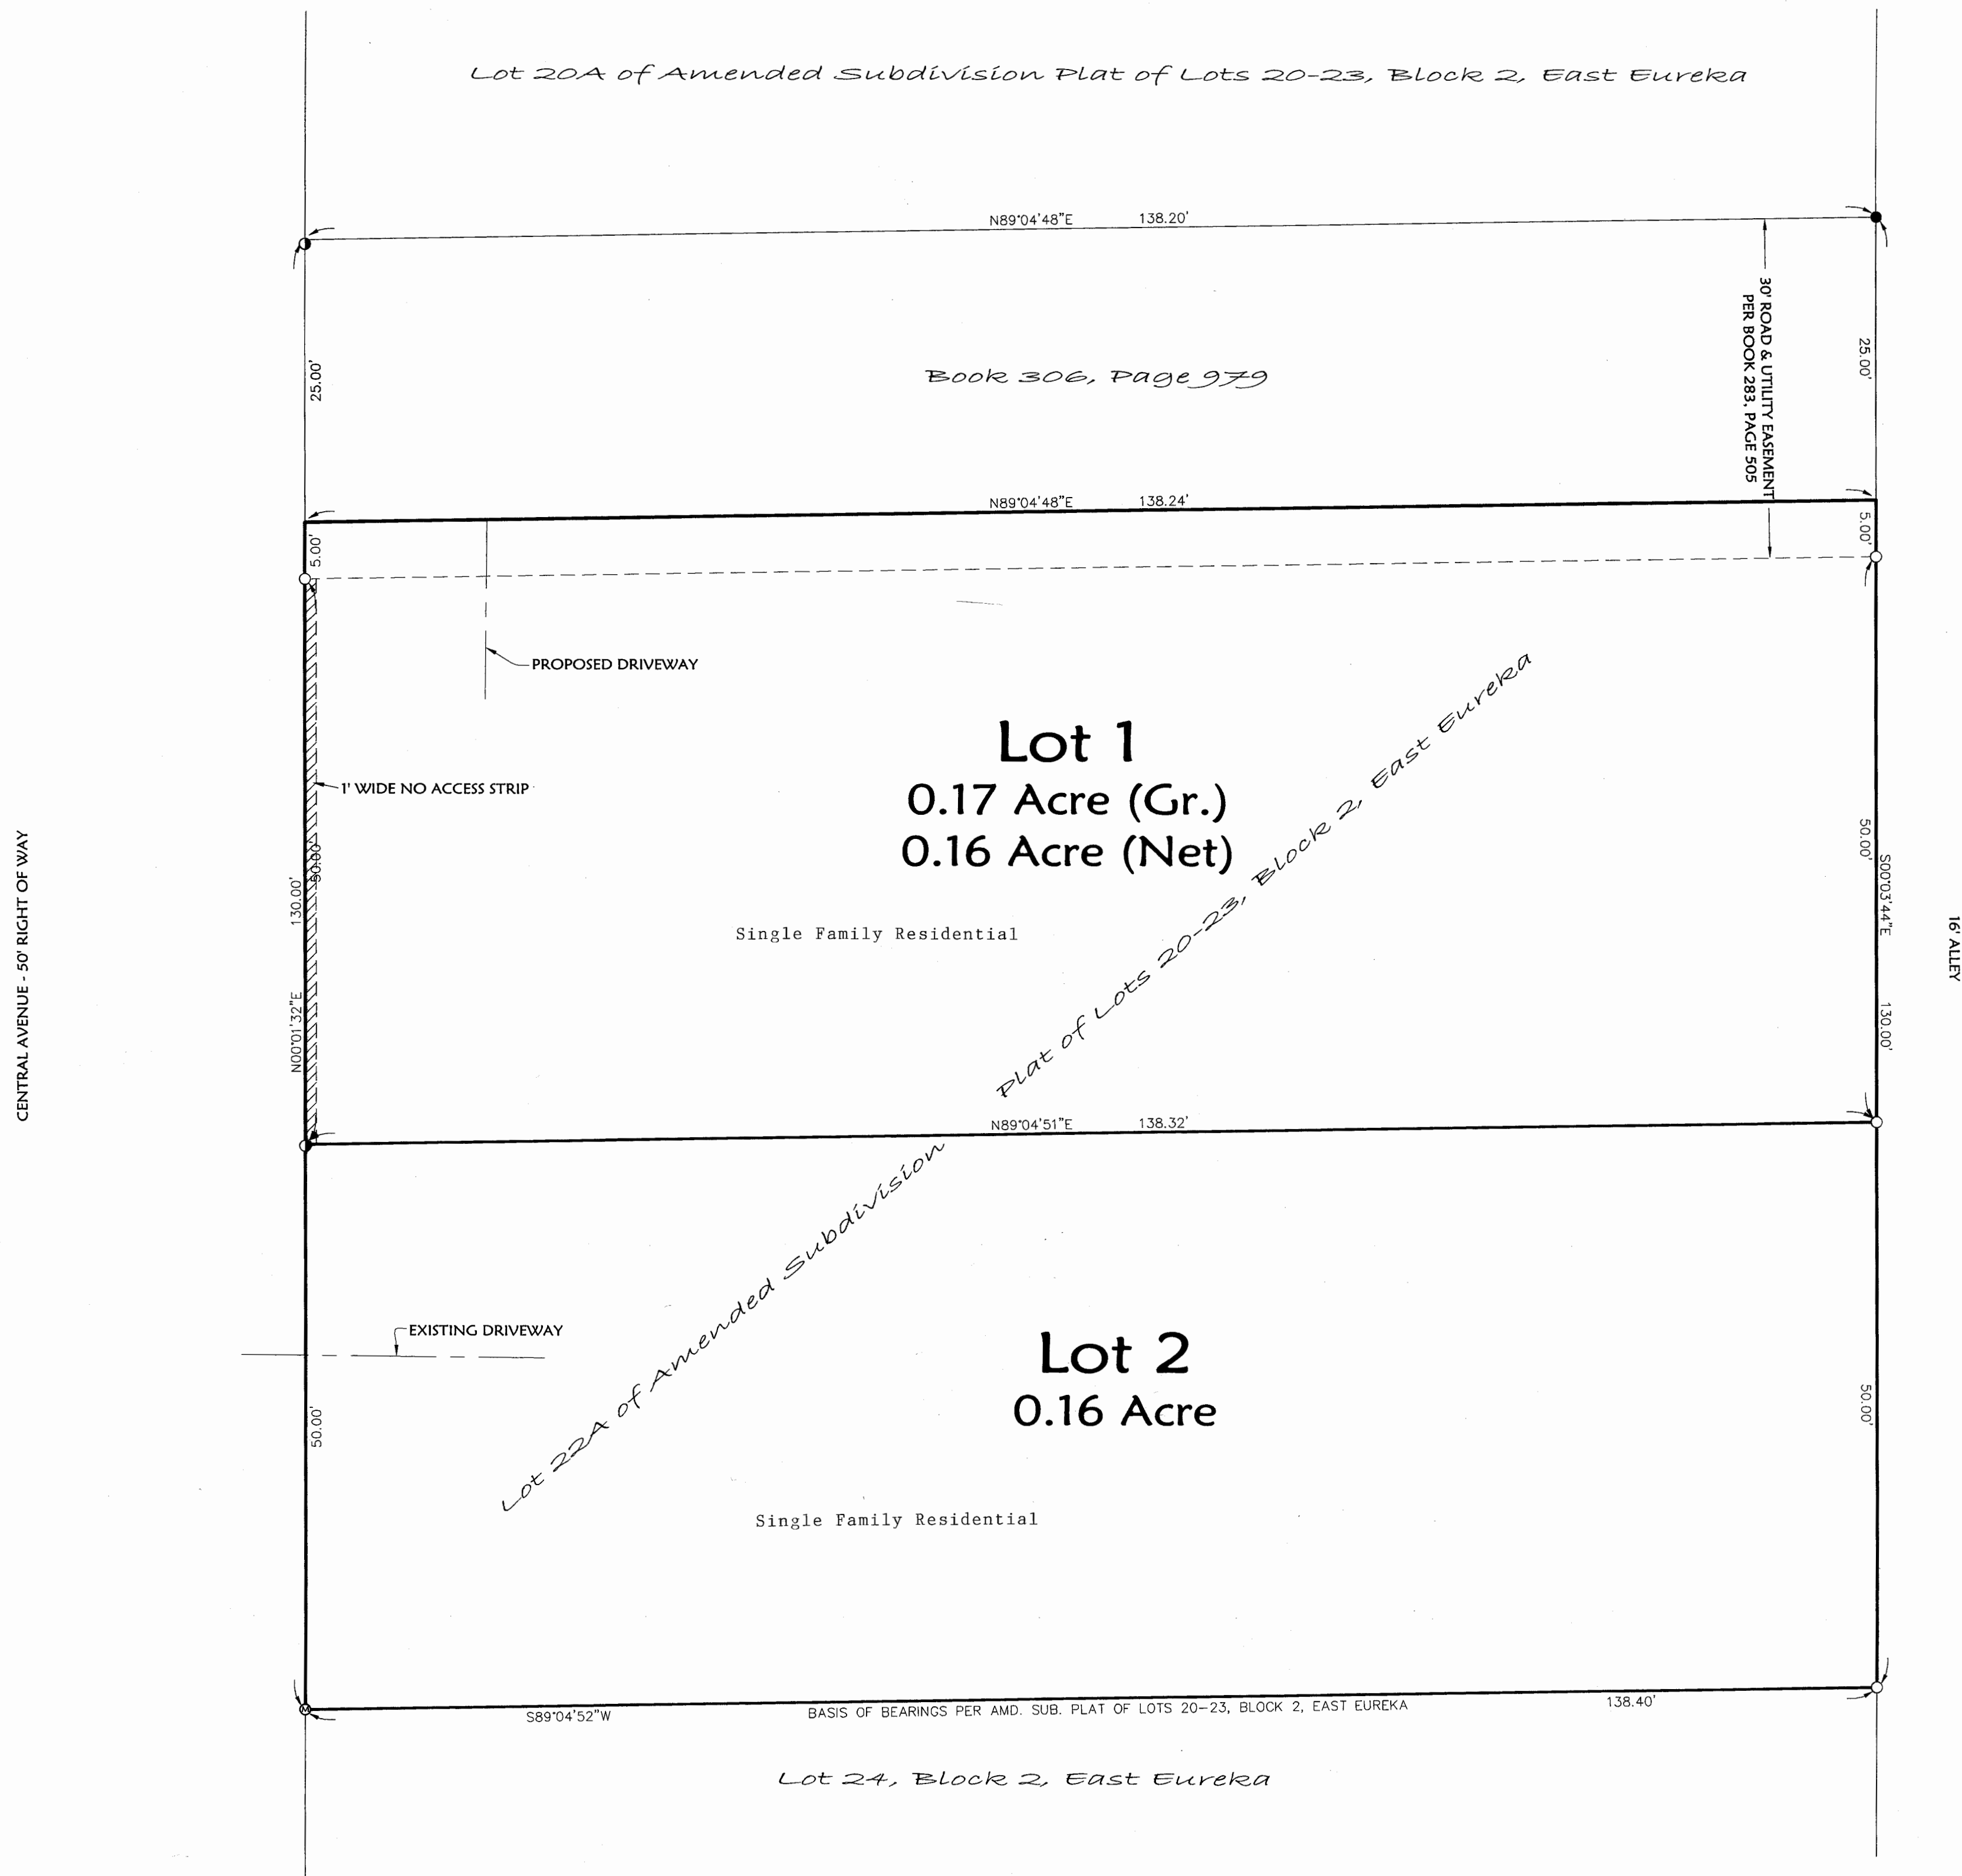 Lot 20A of Amended Subdivision Plat of Lots 20-23, Block 2, East Eureka
N89°04'48"E 138.20'
25.00'
Book 306, Page 979
30' ROAD & UTILITY EASEMENT
PER BOOK 283, PAGE 505
25.00'
N89°04'48"E 138.24'
5.00'
5.00'
PROPOSED DRIVEWAY
1' WIDE NO ACCESS STRIP
Lot 1
0.17 Acre (Gr.)
0.16 Acre (Net)
Single Family Residential
50.00'
N00°01'32"E 130.00'
CENTRAL AVENUE - 50' RIGHT OF WAY
50.00'
S00°03'44"E 130.00'
16' ALLEY
N89°04'51"E 138.32'
Lot 22A of Amended Subdivision Plat of Lots 20-23, Block 2, East Eureka
EXISTING DRIVEWAY
Lot 2
0.16 Acre
50.00'
50.00'
Single Family Residential
S89°04'52"W BASIS OF BEARINGS PER AMD. SUB. PLAT OF LOTS 20-23, BLOCK 2, EAST EUREKA 138.40'
Lot 24, Block 2, East Eureka